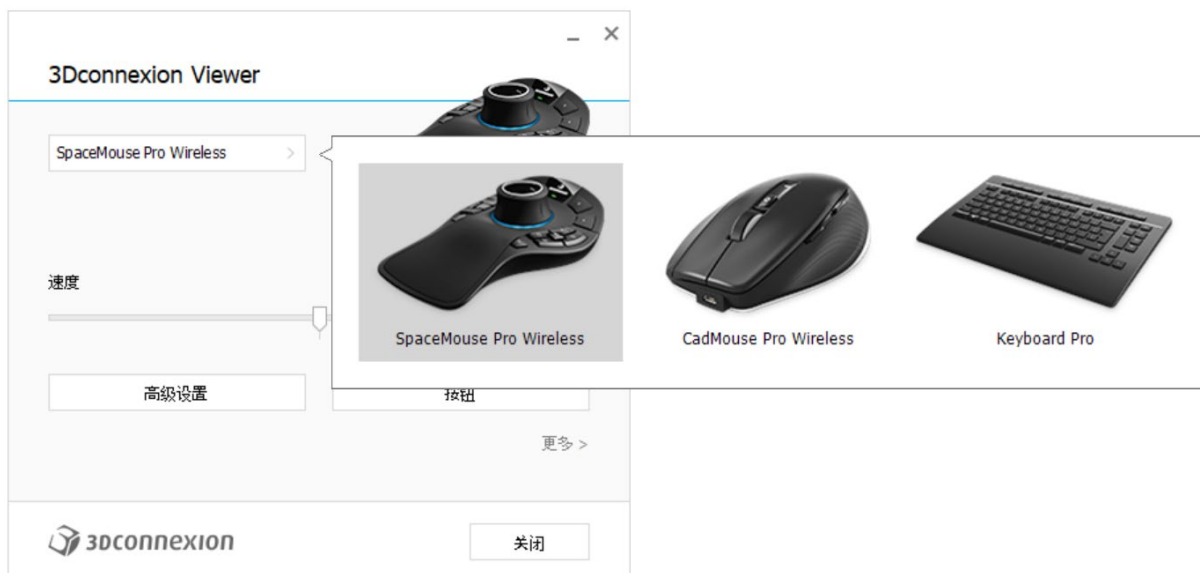 3Dconnexion Viewer
SpaceMouse Pro Wireless
SpaceMouse Pro Wireless
CadMouse Pro Wireless
Keyboard Pro
速度
高级设置
按钮
更多 >
3Dconnexion
关闭